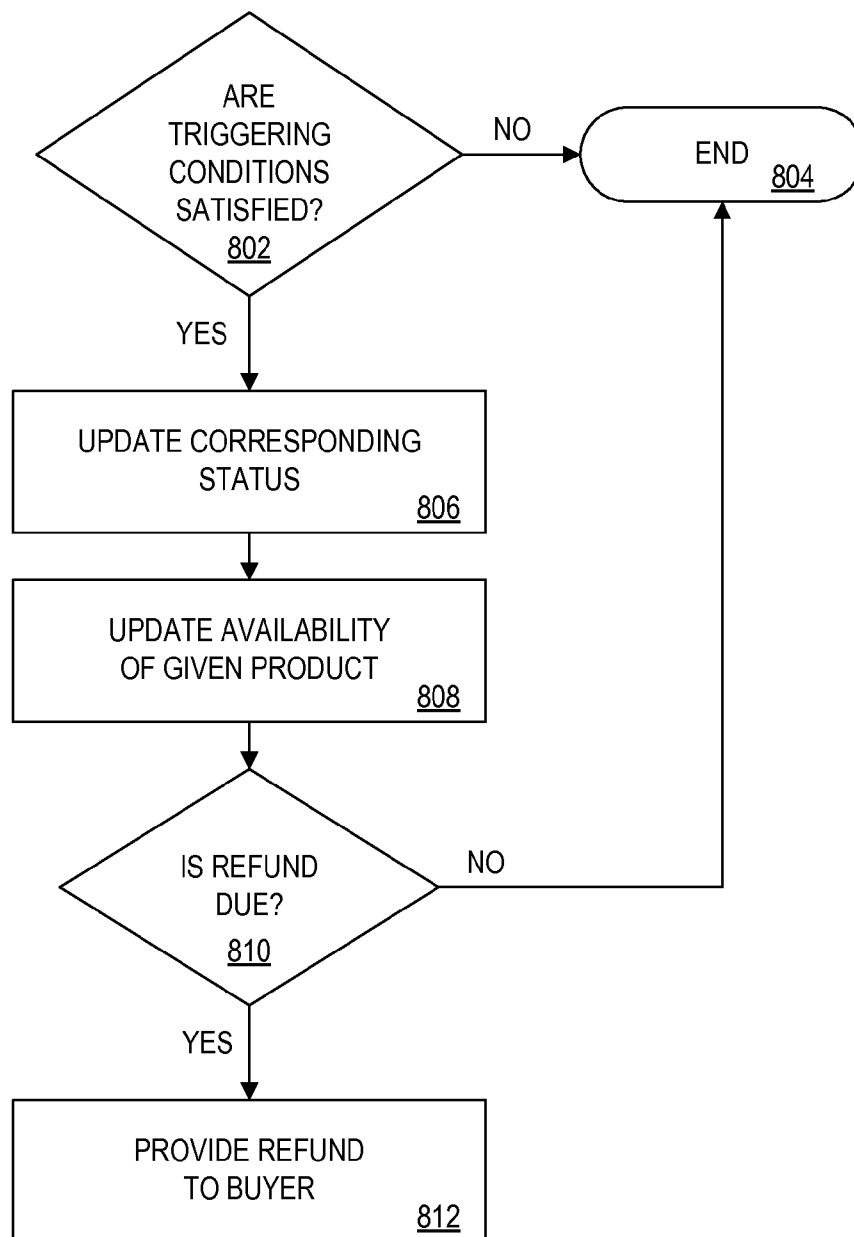 ARE
TRIGGERING
CONDITIONS
SATISFIED?
802
NO
END
804
YES
UPDATE CORRESPONDING
STATUS
806
UPDATE AVAILABILITY
OF GIVEN PRODUCT
808
IS REFUND
DUE?
810
NO
YES
PROVIDE REFUND
TO BUYER
812